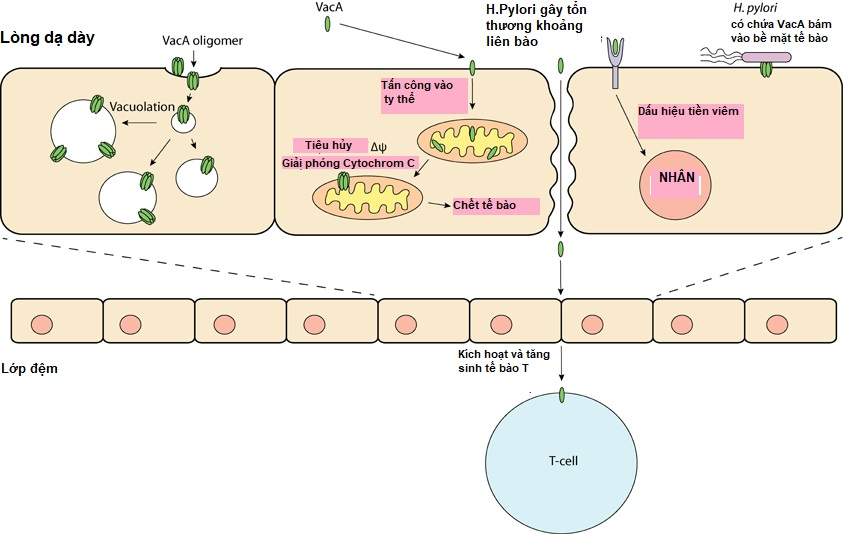 Lòng dạ dày
VacA oligomer
Vacuolation
VacA
Tấn công vào
ty thể
Tiêu hủy Δψ
Giải phóng Cytochrom C
Chết tế bào
H.Pylori gây tổn
thương khoảng
liên bào
H. pylori
có chứa VacA bám
vào bề mặt tế bào
Dấu hiệu tiền viêm
NHÂN
Lớp đệm
Kích hoạt và tăng
sinh tế bào T
T-cell